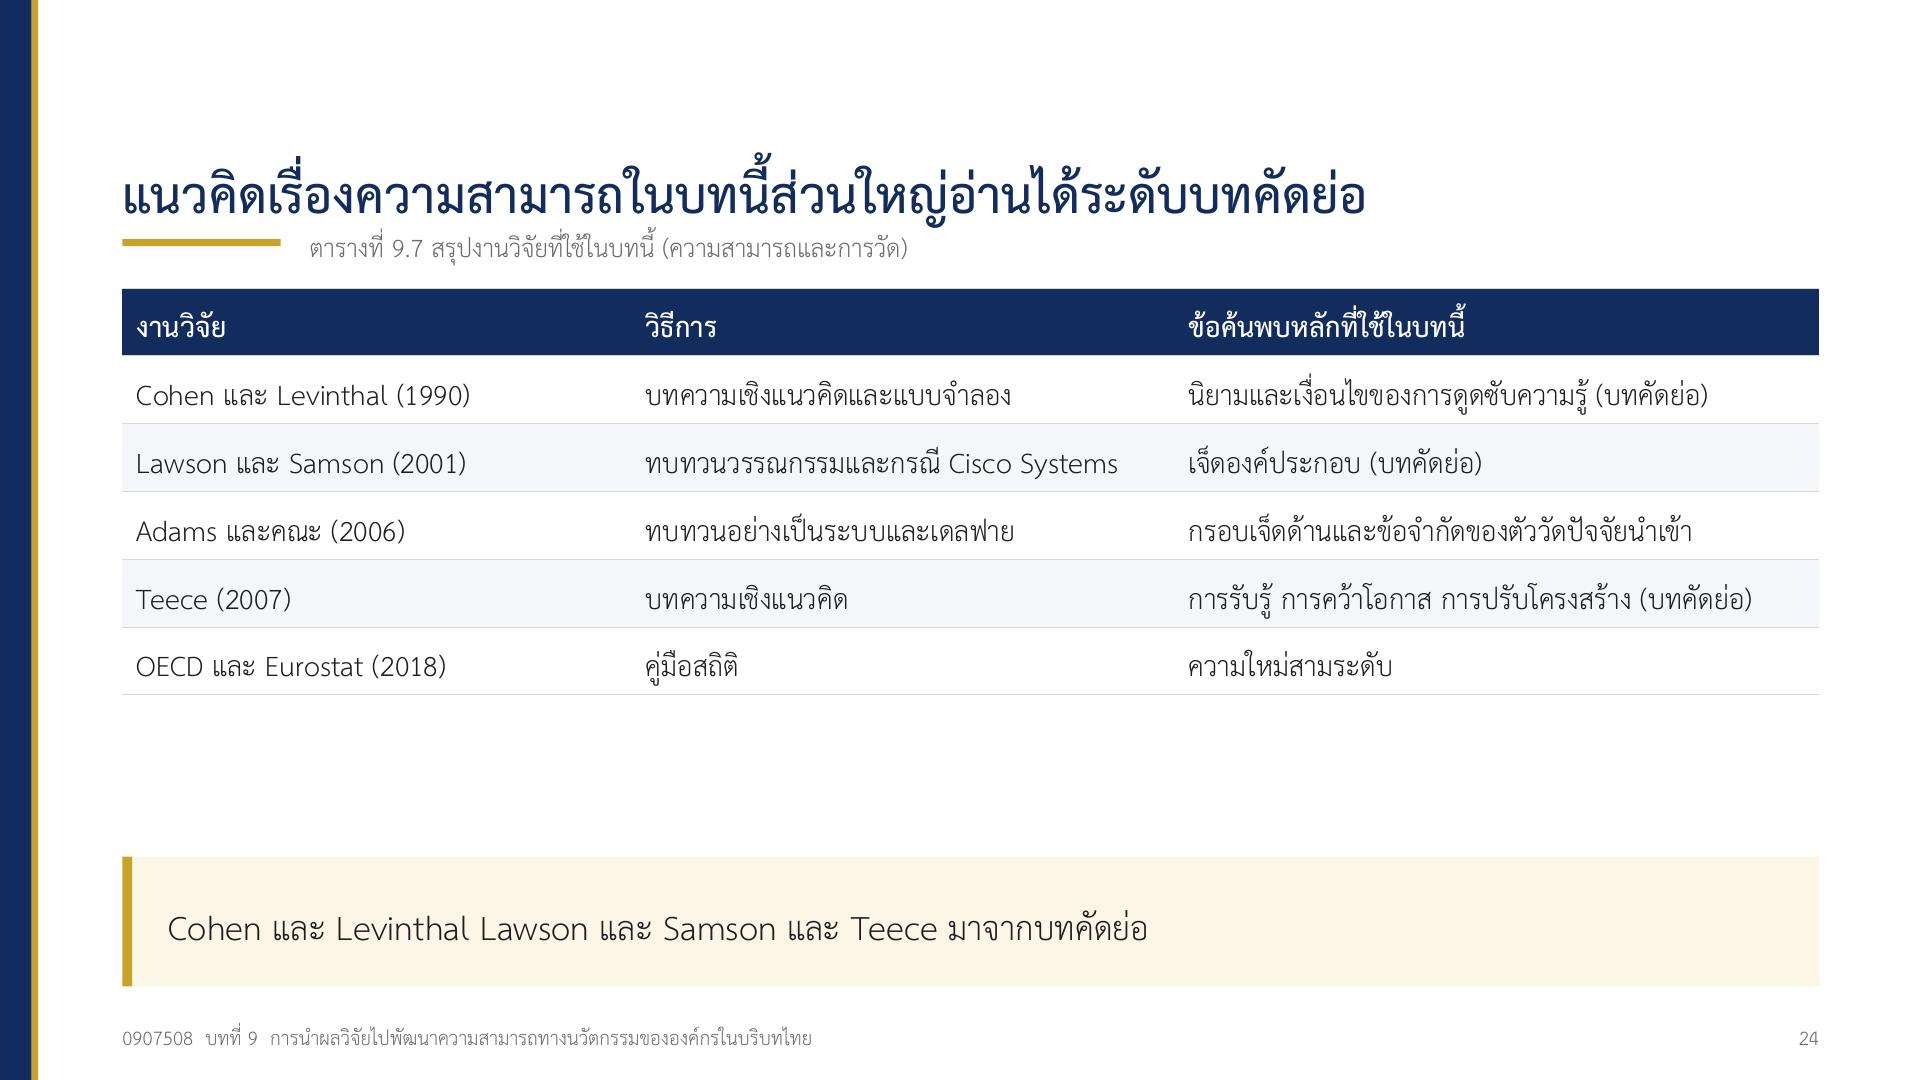 แนวคิดเรื่องความสามารถในบทนี้ส่วนใหญ่อ่านได้ระดับบทคัดย่อ
ตารางที่ 9.7 สรุปงานวิจัยที่ใช้ในบทนี้ (ความสามารถและการวัด)
งานวิจัย วิธีการ ข้อค้นพบหลักที่ใช้ในบทนี้
Cohen และ Levinthal (1990) บทความเชิงแนวคิดและแบบจำลอง นิยามและเงื่อนไขของการดูดซับความรู้ (บทคัดย่อ)
Lawson และ Samson (2001) ทบทวนวรรณกรรมและกรณี Cisco Systems เจ็ดองค์ประกอบ (บทคัดย่อ)
Adams และคณะ (2006) ทบทวนอย่างเป็นระบบและเดลฟาย กรอบเจ็ดด้านและข้อจำกัดของตัววัดปัจจัยนำเข้า
Teece (2007) บทความเชิงแนวคิด การรับรู้ การคว้าโอกาส การปรับโครงสร้าง (บทคัดย่อ)
OECD และ Eurostat (2018) คู่มือสถิติ ความใหม่สามระดับ
Cohen และ Levinthal Lawson และ Samson และ Teece มาจากบทคัดย่อ
0907508 บทที่ 9 การนำผลวิจัยไปพัฒนาความสามารถทางนวัตกรรมขององค์กรในบริบทไทย 24